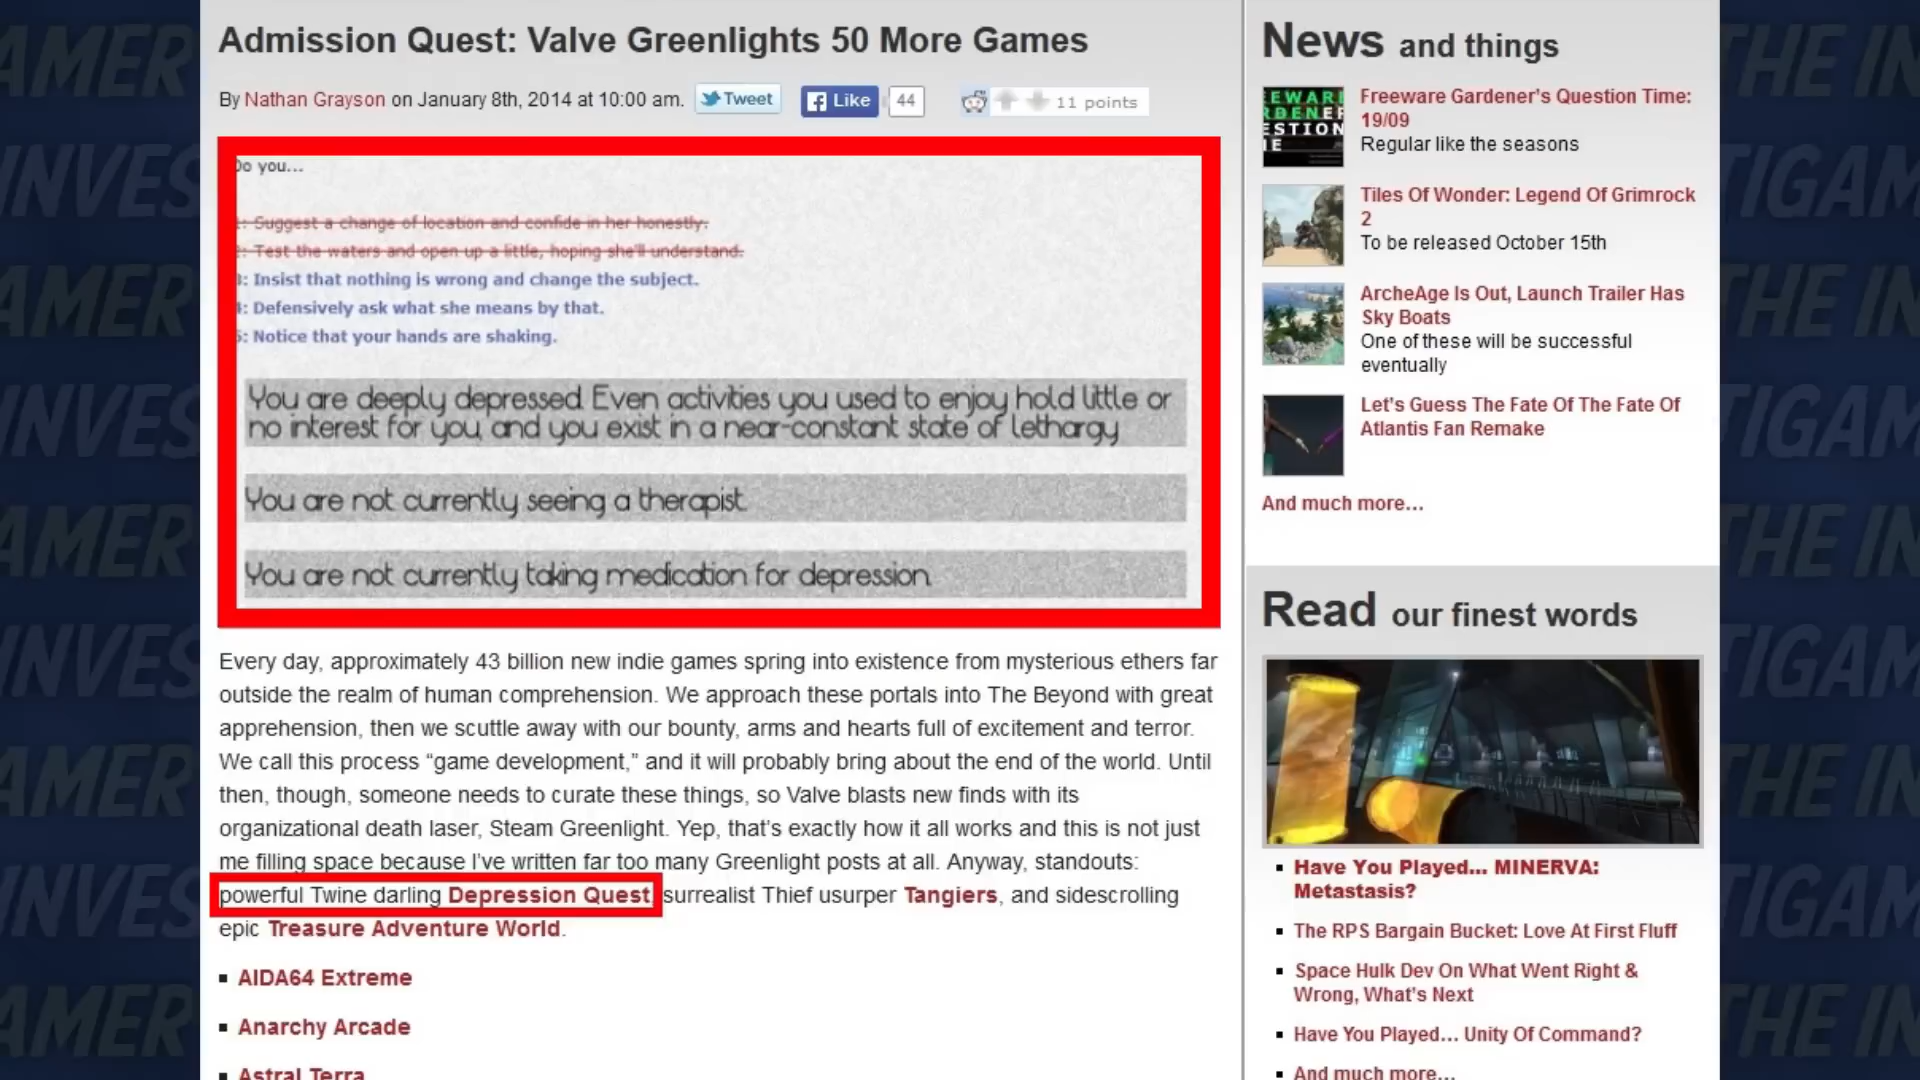 Admission Quest: Valve Greenlights 50 More Games
By Nathan Grayson on January 8th, 2014 at 10:00 am. Tweet Like 44 11 points
Do you...
1: Suggest a change of location and confide in her honestly.
2: Test the waters and open up a little, hoping she'll understand.
3: Insist that nothing is wrong and change the subject.
4: Defensively ask what she means by that.
5: Notice that your hands are shaking.
You are deeply depressed. Even activities you used to enjoy hold little or
no interest for you, and you exist in a near-constant state of lethargy
You are not currently seeing a therapist.
You are not currently taking medication for depression.
Every day, approximately 43 billion new indie games spring into existence from mysterious ethers far
outside the realm of human comprehension. We approach these portals into The Beyond with great
apprehension, then we scuttle away with our bounty, arms and hearts full of excitement and terror.
We call this process “game development,” and it will probably bring about the end of the world. Until
then, though, someone needs to curate these things, so Valve blasts new finds with its
organizational death laser, Steam Greenlight. Yep, that’s exactly how it all works and this is not just
me filling space because I’ve written far too many Greenlight posts at all. Anyway, standouts:
powerful Twine darling Depression Quest, surrealist Thief usurper Tangiers, and sidescrolling
epic Treasure Adventure World.
AIDA64 Extreme
Anarchy Arcade
Astral Terra
News and things
Freeware Gardener’s Question Time:
19/09
Regular like the seasons
Tiles Of Wonder: Legend Of Grimrock
2
To be released October 15th
ArcheAge Is Out, Launch Trailer Has
Sky Boats
One of these will be successful
eventually
Let’s Guess The Fate Of The Fate Of
Atlantis Fan Remake
And much more…
Read our finest words
Have You Played… MINERVA:
Metastasis?
The RPS Bargain Bucket: Love At First Fluff
Space Hulk Dev On What Went Right &
Wrong, What’s Next
Have You Played… Unity Of Command?
And much more…